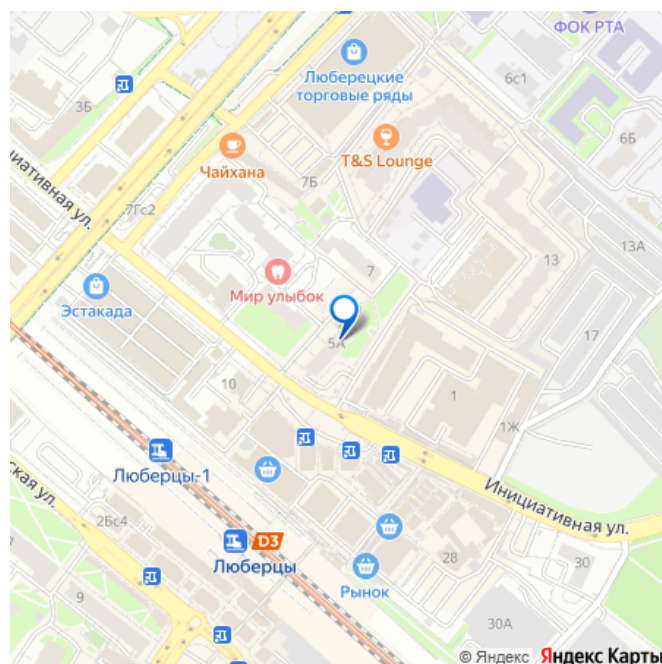 ФОК РТА
Люберецкие
торговые ряды
6с1
3Б
6Б
T&S Lounge
Чайхана
7Б
циативная ул.
7Гс2
13А
13
7
Мир улыбок
Эстакада
17
5А
10
1
1Ж
Люберцы-1
ская ул.
Инициативная ул.
2Бс4
D3
Люберцы
28
Рынок
30
9
30А
© Яндекс Яндекс Карты